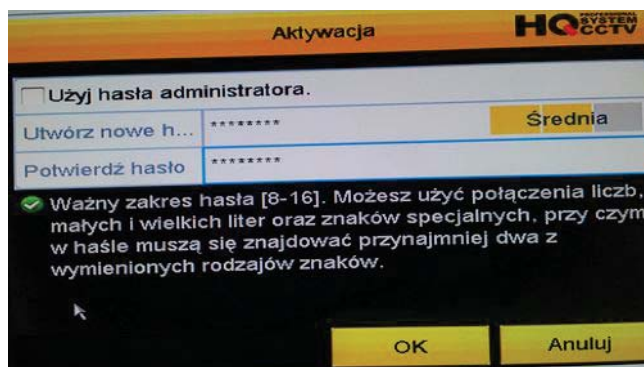 Aktywacja
HQ PROFESSIONAL SYSTEM CCTV
Użyj hasła administratora.
Utwórz nowe h... ******** Średnia
Potwierdź hasło ********
Ważny zakres hasła [8-16]. Możesz użyć połączenia liczb,
małych i wielkich liter oraz znaków specjalnych, przy czym
w haśle muszą się znajdować przynajmniej dwa z
wymienionych rodzajów znaków.
OK Anuluj